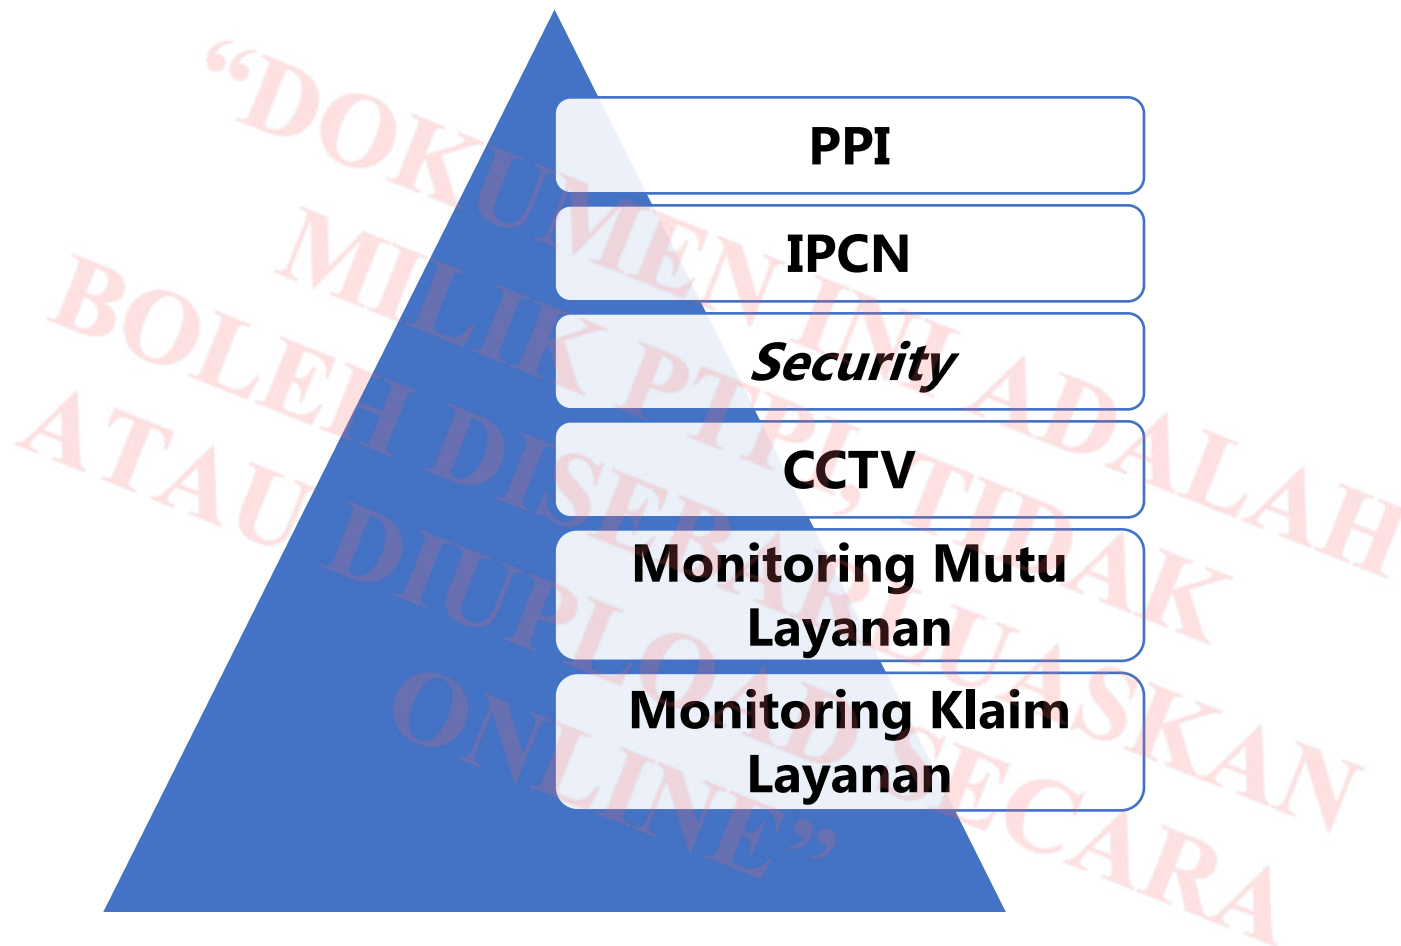 PPI
IPCN
Security
CCTV
Monitoring Mutu
Layanan
Monitoring Klaim
Layanan
“DOKUMEN INI ADALAH
MILIK PTPI, TIDAK
BOLEH DISEBARLUASKAN
ATAU DIUPLOAD SECARA
ONLINE”